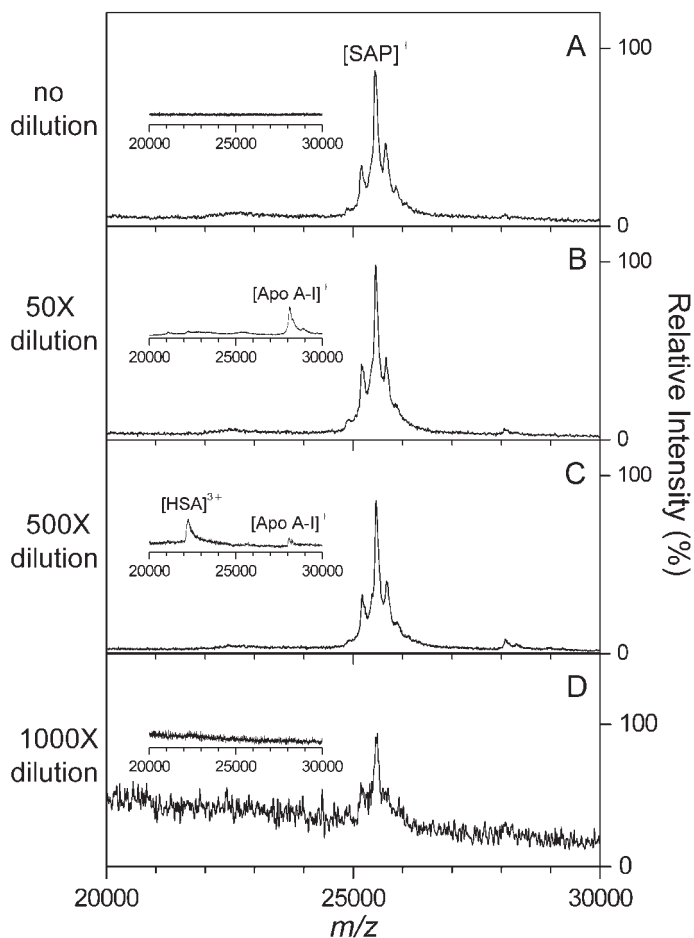 [SAP]+
A
100
no
dilution
20000 25000 30000
0
B
100
[Apo A-I]+
50X
dilution
20000 25000 30000
0
C
100
[HSA]3+
[Apo A-I]+
500X
dilution
20000 25000 30000
0
D
100
1000X
dilution
20000 25000 30000
0
20000 25000 30000
m/z
Relative Intensity (%)